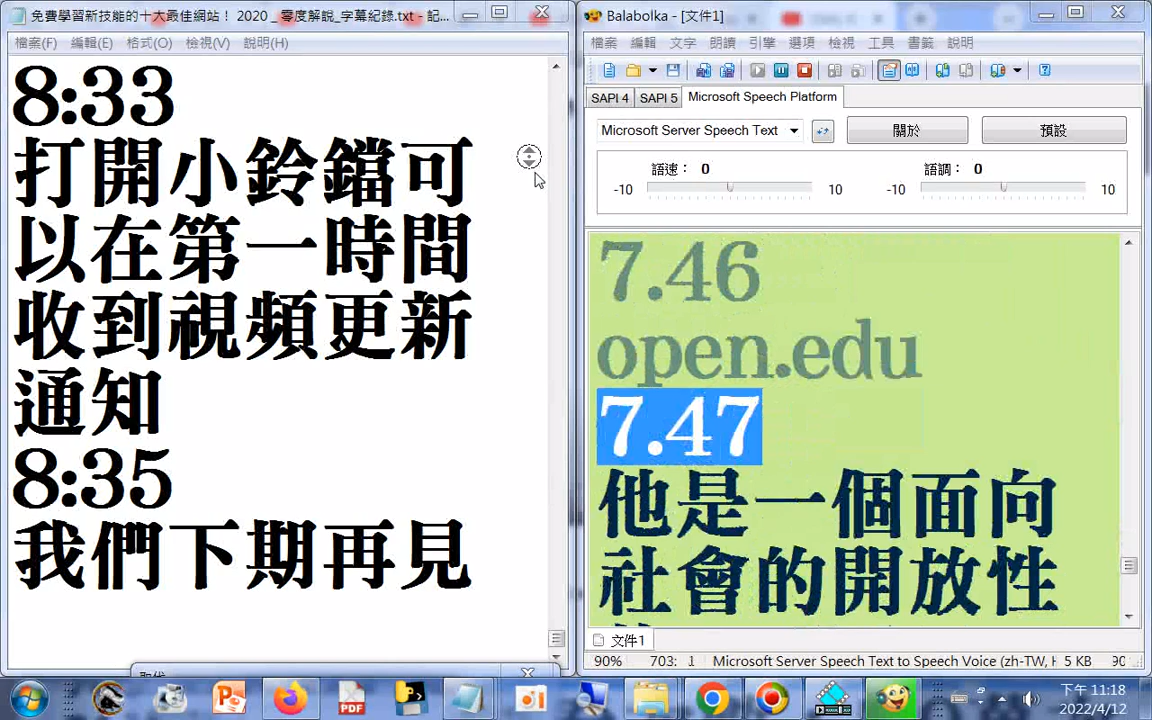 免費學習新技能的十大最佳網站！ 2020 _ 零度解說_字幕紀錄.txt - 記...
檔案(F) 編輯(E) 格式(O) 檢視(V) 說明(H)
8:33
打開小鈴鐺可
以在第一時間
收到視頻更新
通知
8:35
我們下期再見
Balabolka - [文件1]
檔案 編輯 文字 朗讀 引擎 選項 檢視 工具 書籤 說明
SAPI 4 SAPI 5 Microsoft Speech Platform
Microsoft Server Speech Text 關於 預設
語速： 0 語調： 0
-10 10 -10 10
7.46
open.edu
7.47
他是一個面向
社會的開放性
文件1
90% 703: 1 Microsoft Server Speech Text to Speech Voice (zh-TW, H 5 KB 90
下午 11:18
2022/4/12